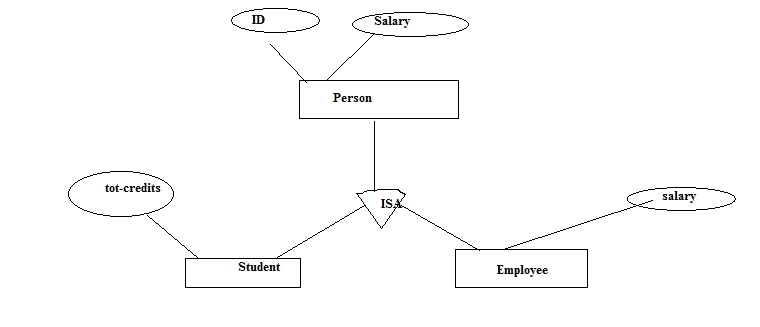 ID
Salary
Person
tot-credits
ISA
salary
Student
Employee